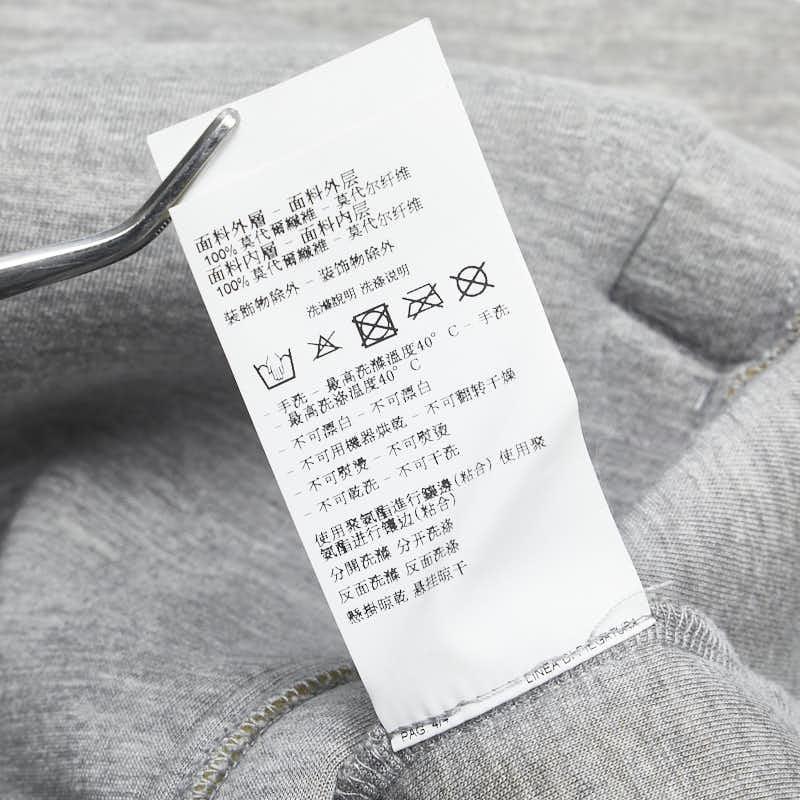 面料外層 - 面料外层
100% 莫代爾纖維 - 莫代尔纤维
面料内層 - 面料内层
100% 莫代爾纖維 - 莫代尔纤维
装飾物除外 - 装饰物除外
洗滌說明 洗涤说明
- 手洗 - 最高洗滌溫度40° C - 手洗
- 最高洗涤温度40° C
- 不可漂白 - 不可漂白
- 不可用機器烘乾 - 不可翻转干燥
- 不可熨燙 - 不可熨烫
- 不可乾洗 - 不可干洗
使用聚氨酯進行鑲邊(粘合) 使用聚
氨酯进行镶边(粘合)
分開洗滌 分开洗涤
反面洗滌 反面洗涤
懸掛晾乾 悬挂晾干
PAG 4/4
LINEA DI PIEGATURA